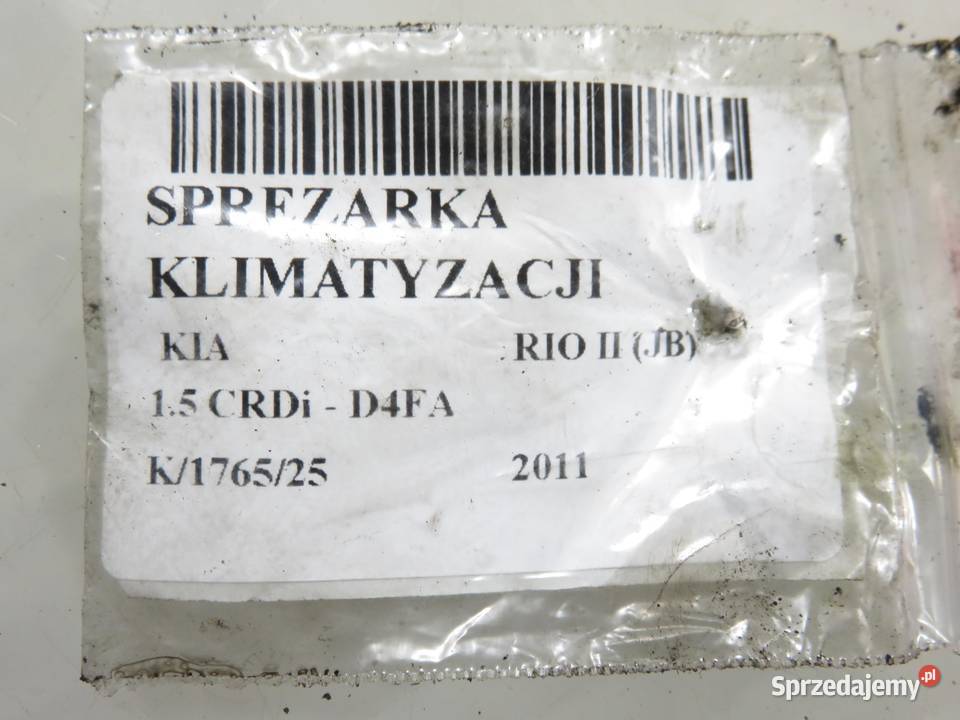 SPREZARKA
KLIMATYZACJI
KIA RIO II (JB)
1.5 CRDi - D4FA
K/1765/25 2011
Sprzedajemy.pl